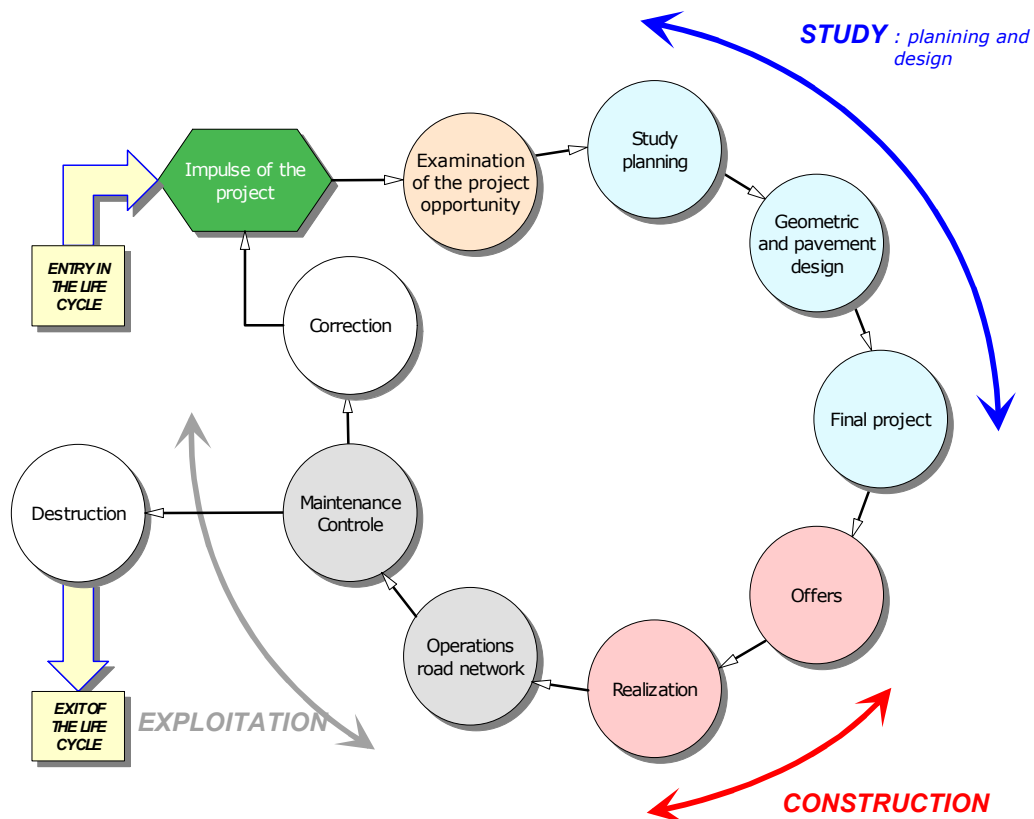 STUDY : planining and
design
Impulse of the
project
Examination
of the project
opportunity
Study
planning
Geometric
and pavement
design
ENTRY IN
THE LIFE
CYCLE
Correction
Final project
Destruction
Maintenance
Controle
Offers
Operations
road network
Realization
EXIT OF
THE LIFE
CYCLE
EXPLOITATION
CONSTRUCTION